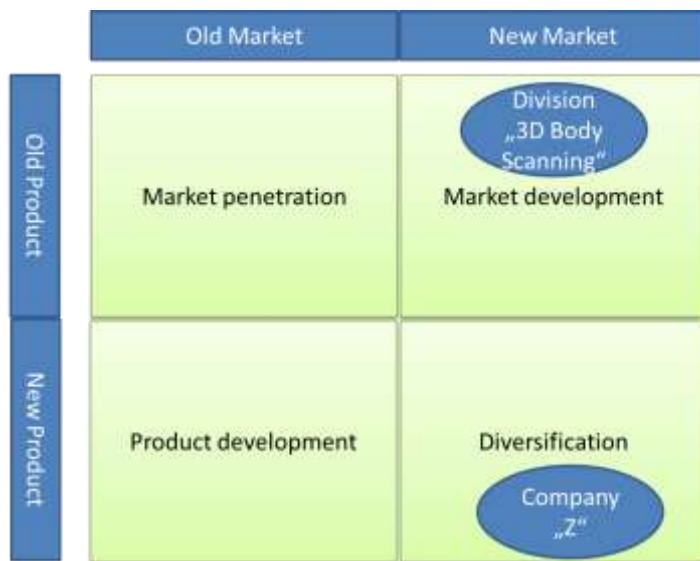 Old Market
New Market
Old Product
Division
„3D Body
Scanning“
Market penetration
Market development
New Product
Product development
Diversification
Company
„Z“